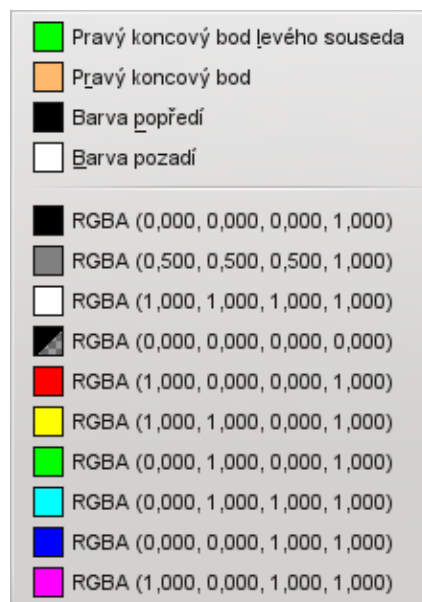 Pravý koncový bod levého souseda
Pravý koncový bod
Barva popředí
Barva pozadí
RGBA (0,000, 0,000, 0,000, 1,000)
RGBA (0,500, 0,500, 0,500, 1,000)
RGBA (1,000, 1,000, 1,000, 1,000)
RGBA (0,000, 0,000, 0,000, 0,000)
RGBA (1,000, 0,000, 0,000, 1,000)
RGBA (1,000, 1,000, 0,000, 1,000)
RGBA (0,000, 1,000, 0,000, 1,000)
RGBA (0,000, 1,000, 1,000, 1,000)
RGBA (0,000, 0,000, 1,000, 1,000)
RGBA (1,000, 0,000, 1,000, 1,000)